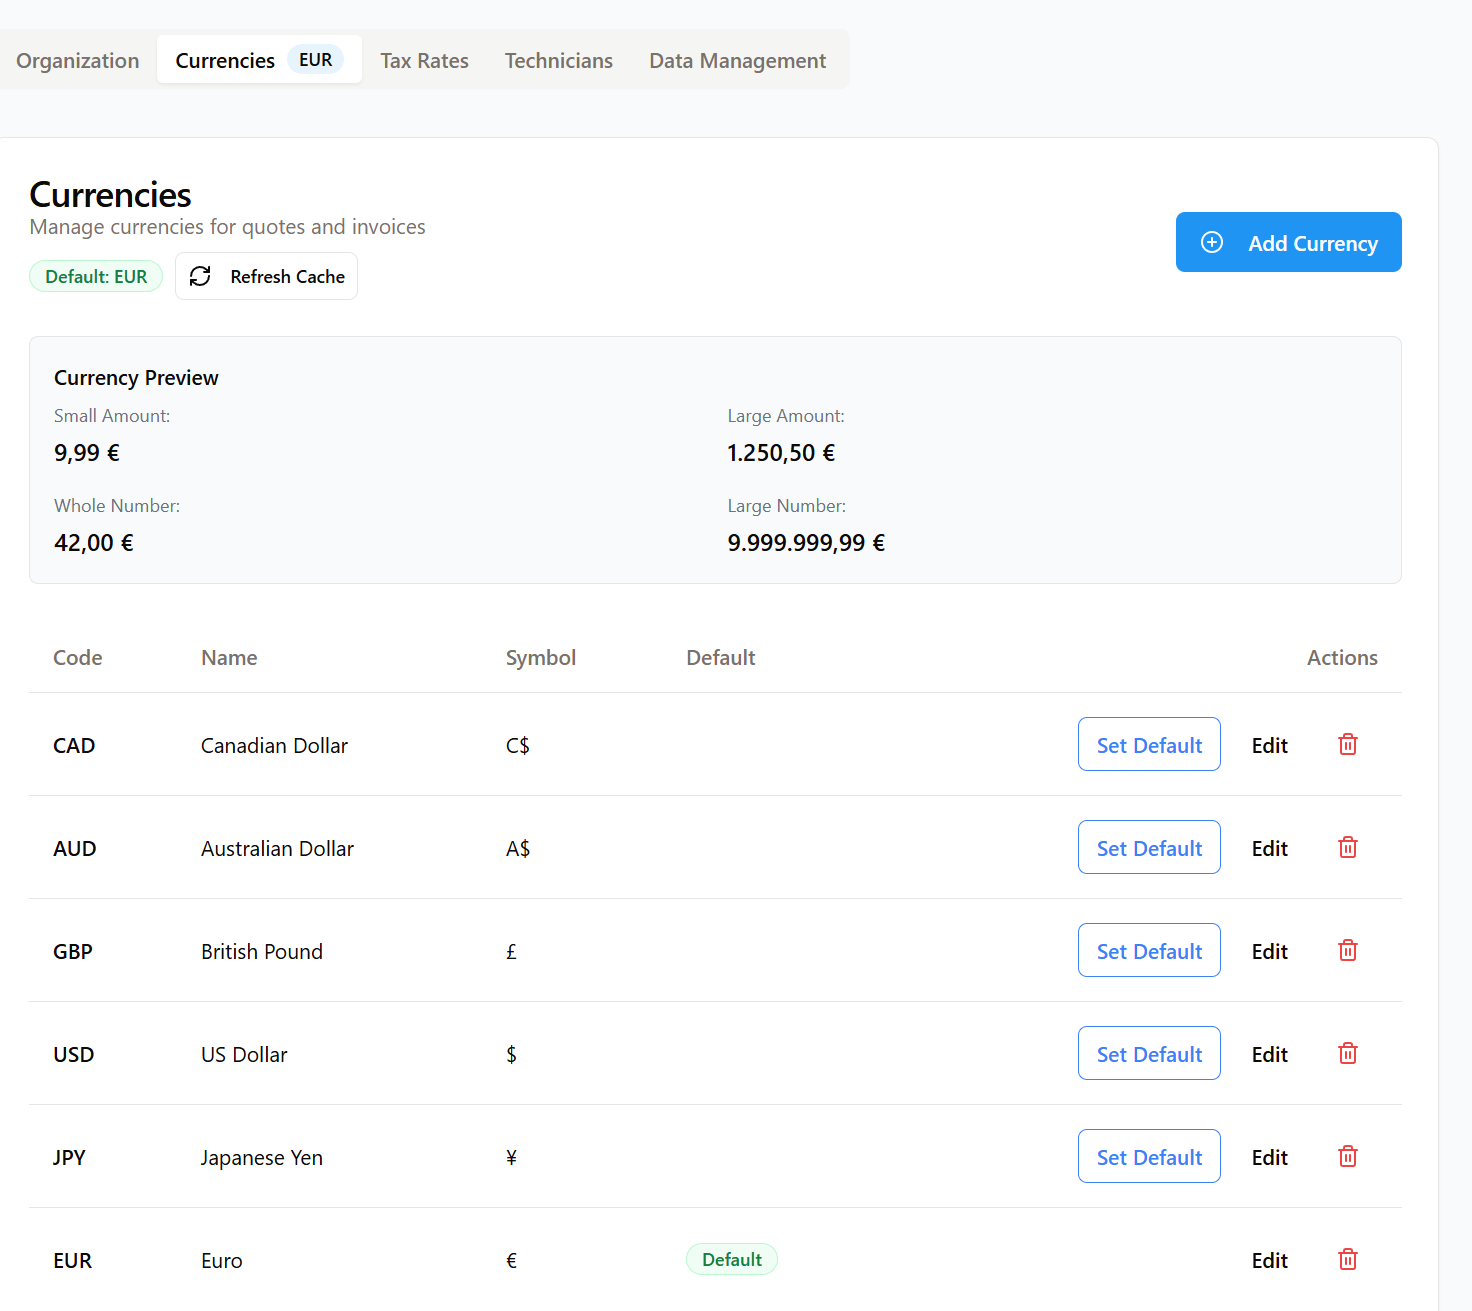 Organization Currencies EUR Tax Rates Technicians Data Management
Currencies
Manage currencies for quotes and invoices
Default: EUR Refresh Cache
Add Currency
Currency Preview
Small Amount: Large Amount:
9,99 € 1.250,50 €
Whole Number: Large Number:
42,00 € 9.999.999,99 €
Code Name Symbol Default Actions
CAD Canadian Dollar C$ Set Default Edit
AUD Australian Dollar A$ Set Default Edit
GBP British Pound £ Set Default Edit
USD US Dollar $ Set Default Edit
JPY Japanese Yen ¥ Set Default Edit
EUR Euro € Default Edit